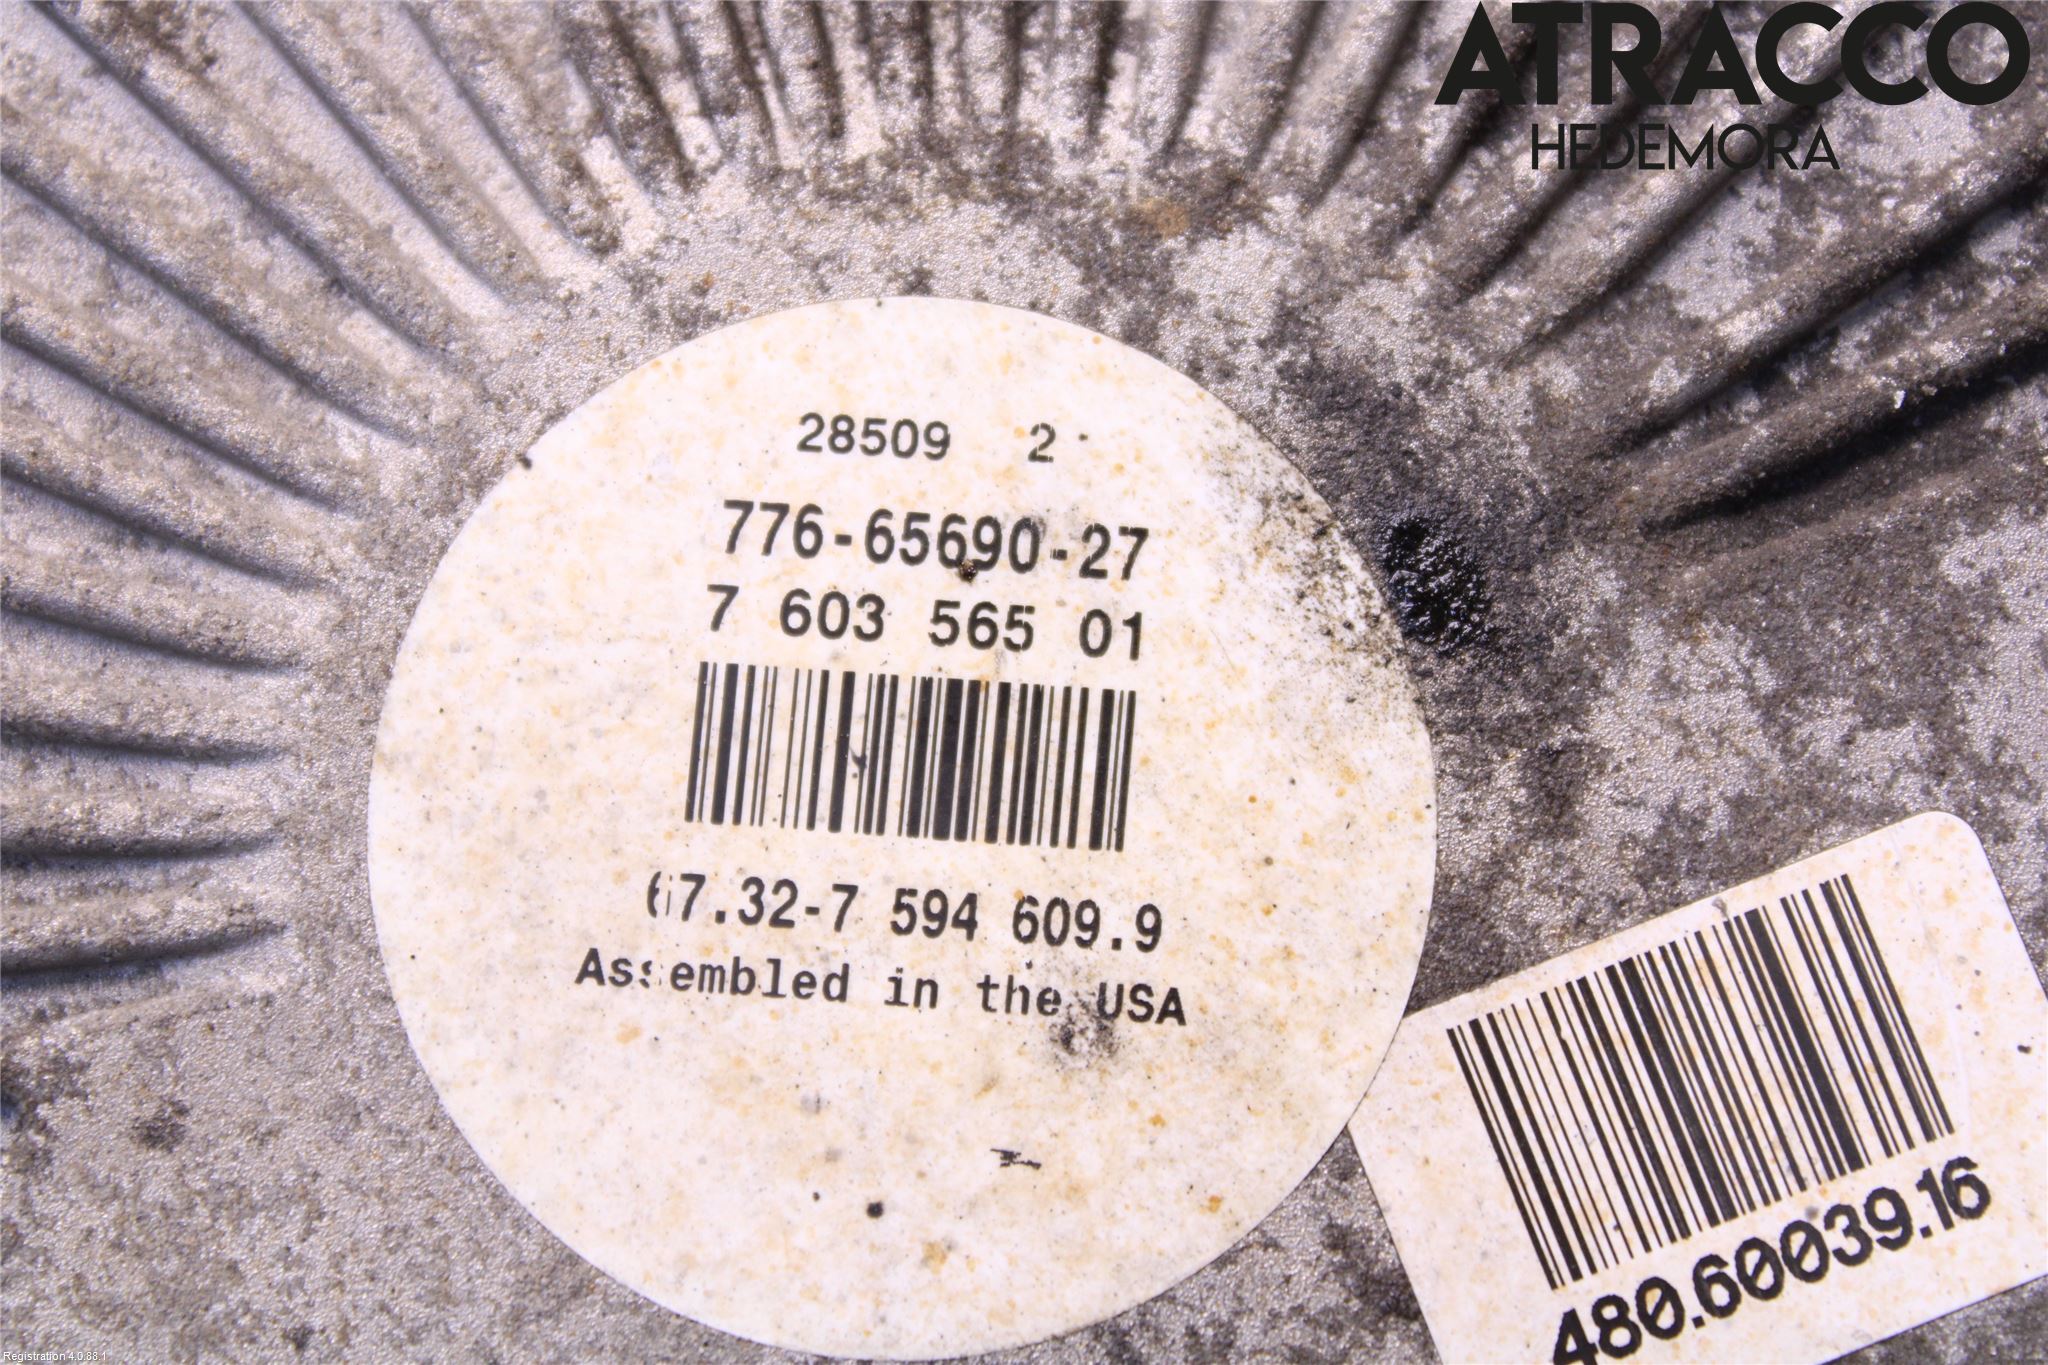 ATRACCO
HEDEMORA
28509 2
776-65690-27
7 603 565 01
67.32-7 594 609.9
Assembled in the USA
480.60039.16
Registration 4.0.88.1